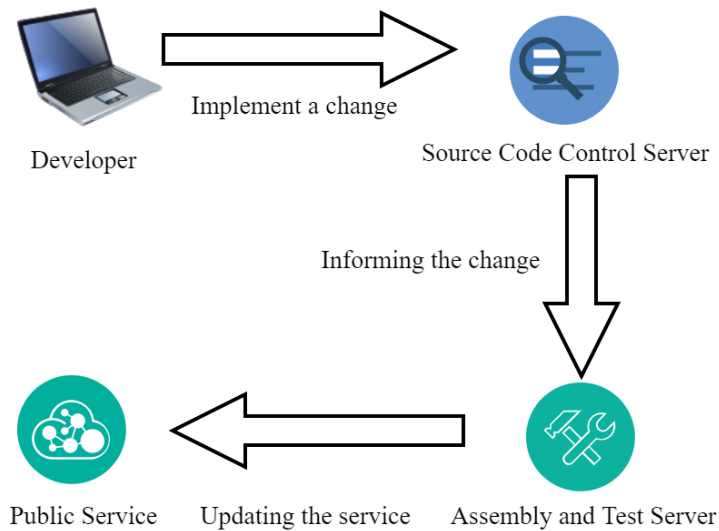 Implement a change
Developer
Source Code Control Server
Informing the change
Public Service
Updating the service
Assembly and Test Server